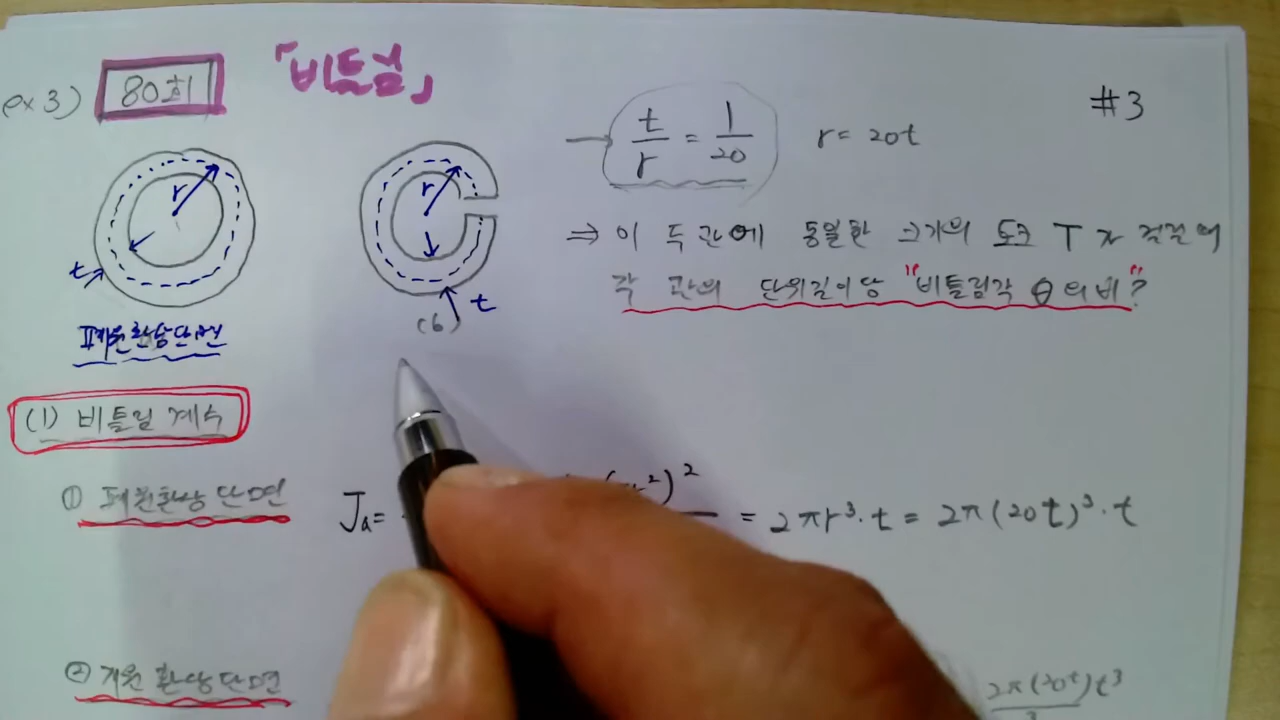 ex 3) 80회 「비틀림」
#3
t/r = 1/20 r = 20t
r
r
t
t
⇒ 이 두 관에 동일한 크기의 토크 T가 걸릴 때
각 관의 단위길이당 "비틀림각 θ의 비?"
(b)
폐원환상단면
(1) 비틀림 계수
① 폐원환상단면 Ja= )² = 2πr³·t = 2π(20t)³·t
② 개원환상단면 2π(20t)t³/3